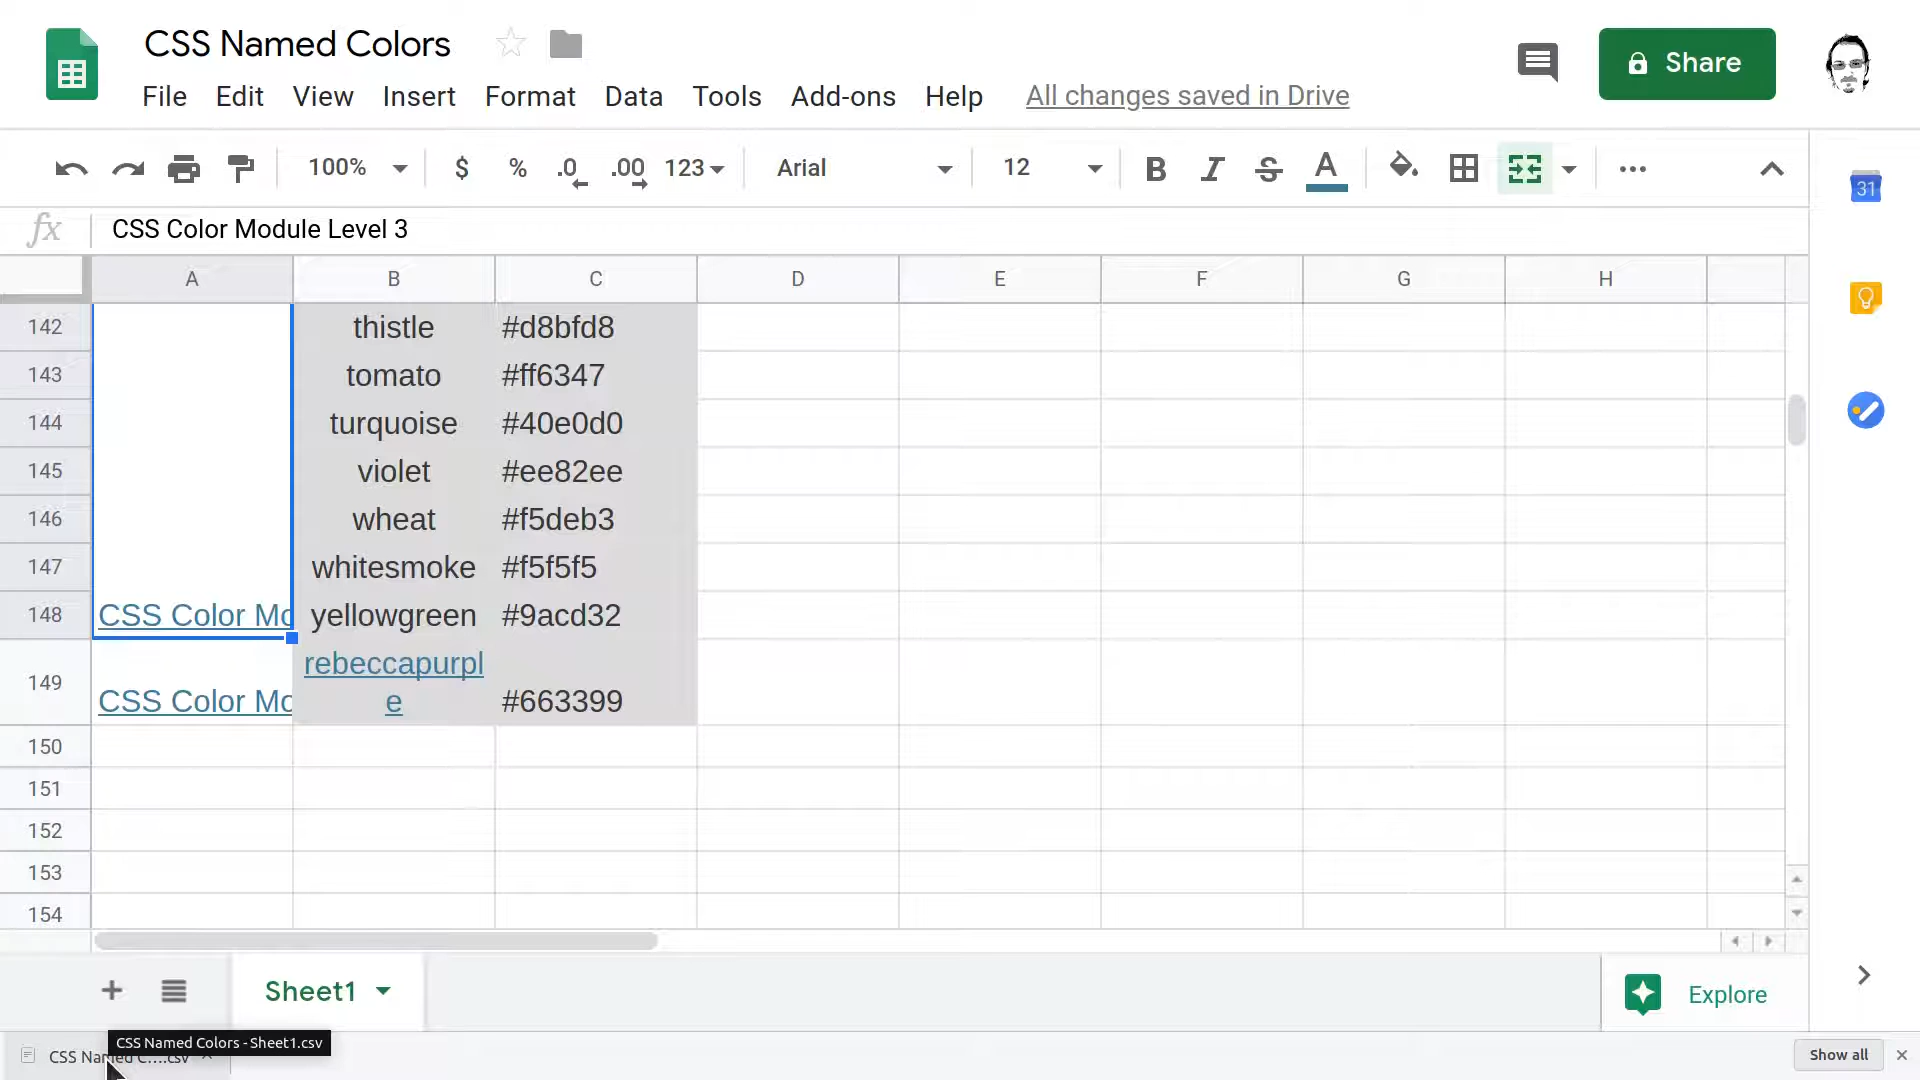 CSS Named Colors
File Edit View Insert Format Data Tools Add-ons Help All changes saved in Drive
Share
100% $ % .0 .00 123 Arial 12 B I S A
31
fx CSS Color Module Level 3
A B C D E F G H
142 thistle #d8bfd8
143 tomato #ff6347
144 turquoise #40e0d0
145 violet #ee82ee
146 wheat #f5deb3
147 whitesmoke #f5f5f5
148 CSS Color Mo yellowgreen #9acd32
rebeccapurpl
149 CSS Color Mo e #663399
150
151
152
153
154
Sheet1
Explore
CSS Named Colors - Sheet1.csv
CSS Named C….csv
Show all